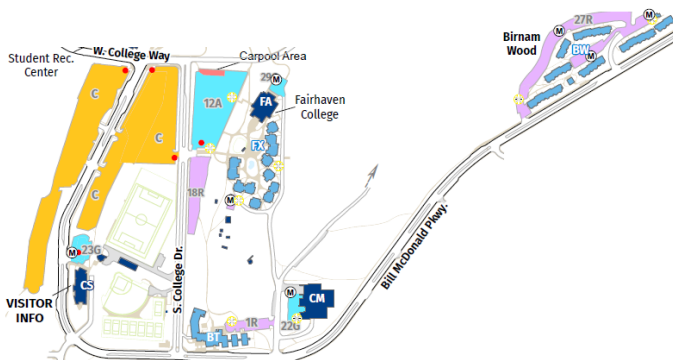 27R
M
M
Birnam
Wood
BW
M
W. College Way
Carpool Area
Student Rec.
Center
29
M
C
12A
FA
Fairhaven
College
C
FX
18R
M
C
S. College Dr.
Bill McDonald Pkwy.
M
23G
CS
M
CM
VISITOR
INFO
1R
22G
BT